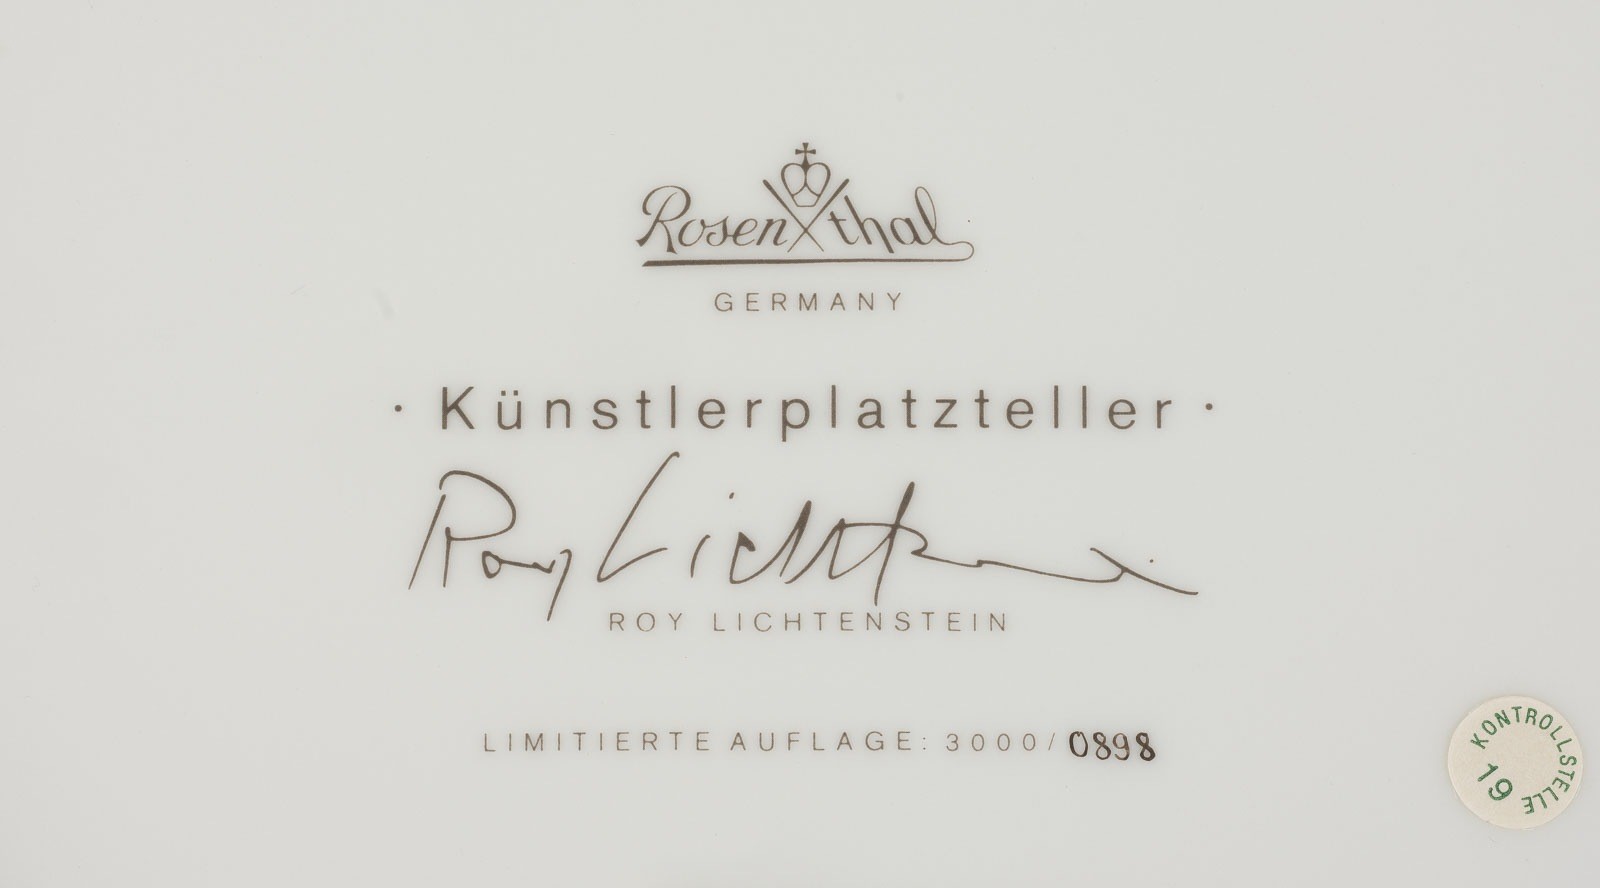 Rosenthal
GERMANY
· Künstlerplatzteller ·
Roy Lichtenstein
ROY LICHTENSTEIN
LIMITIERTE AUFLAGE: 3000/0898
KONTROLLSTELLE
19